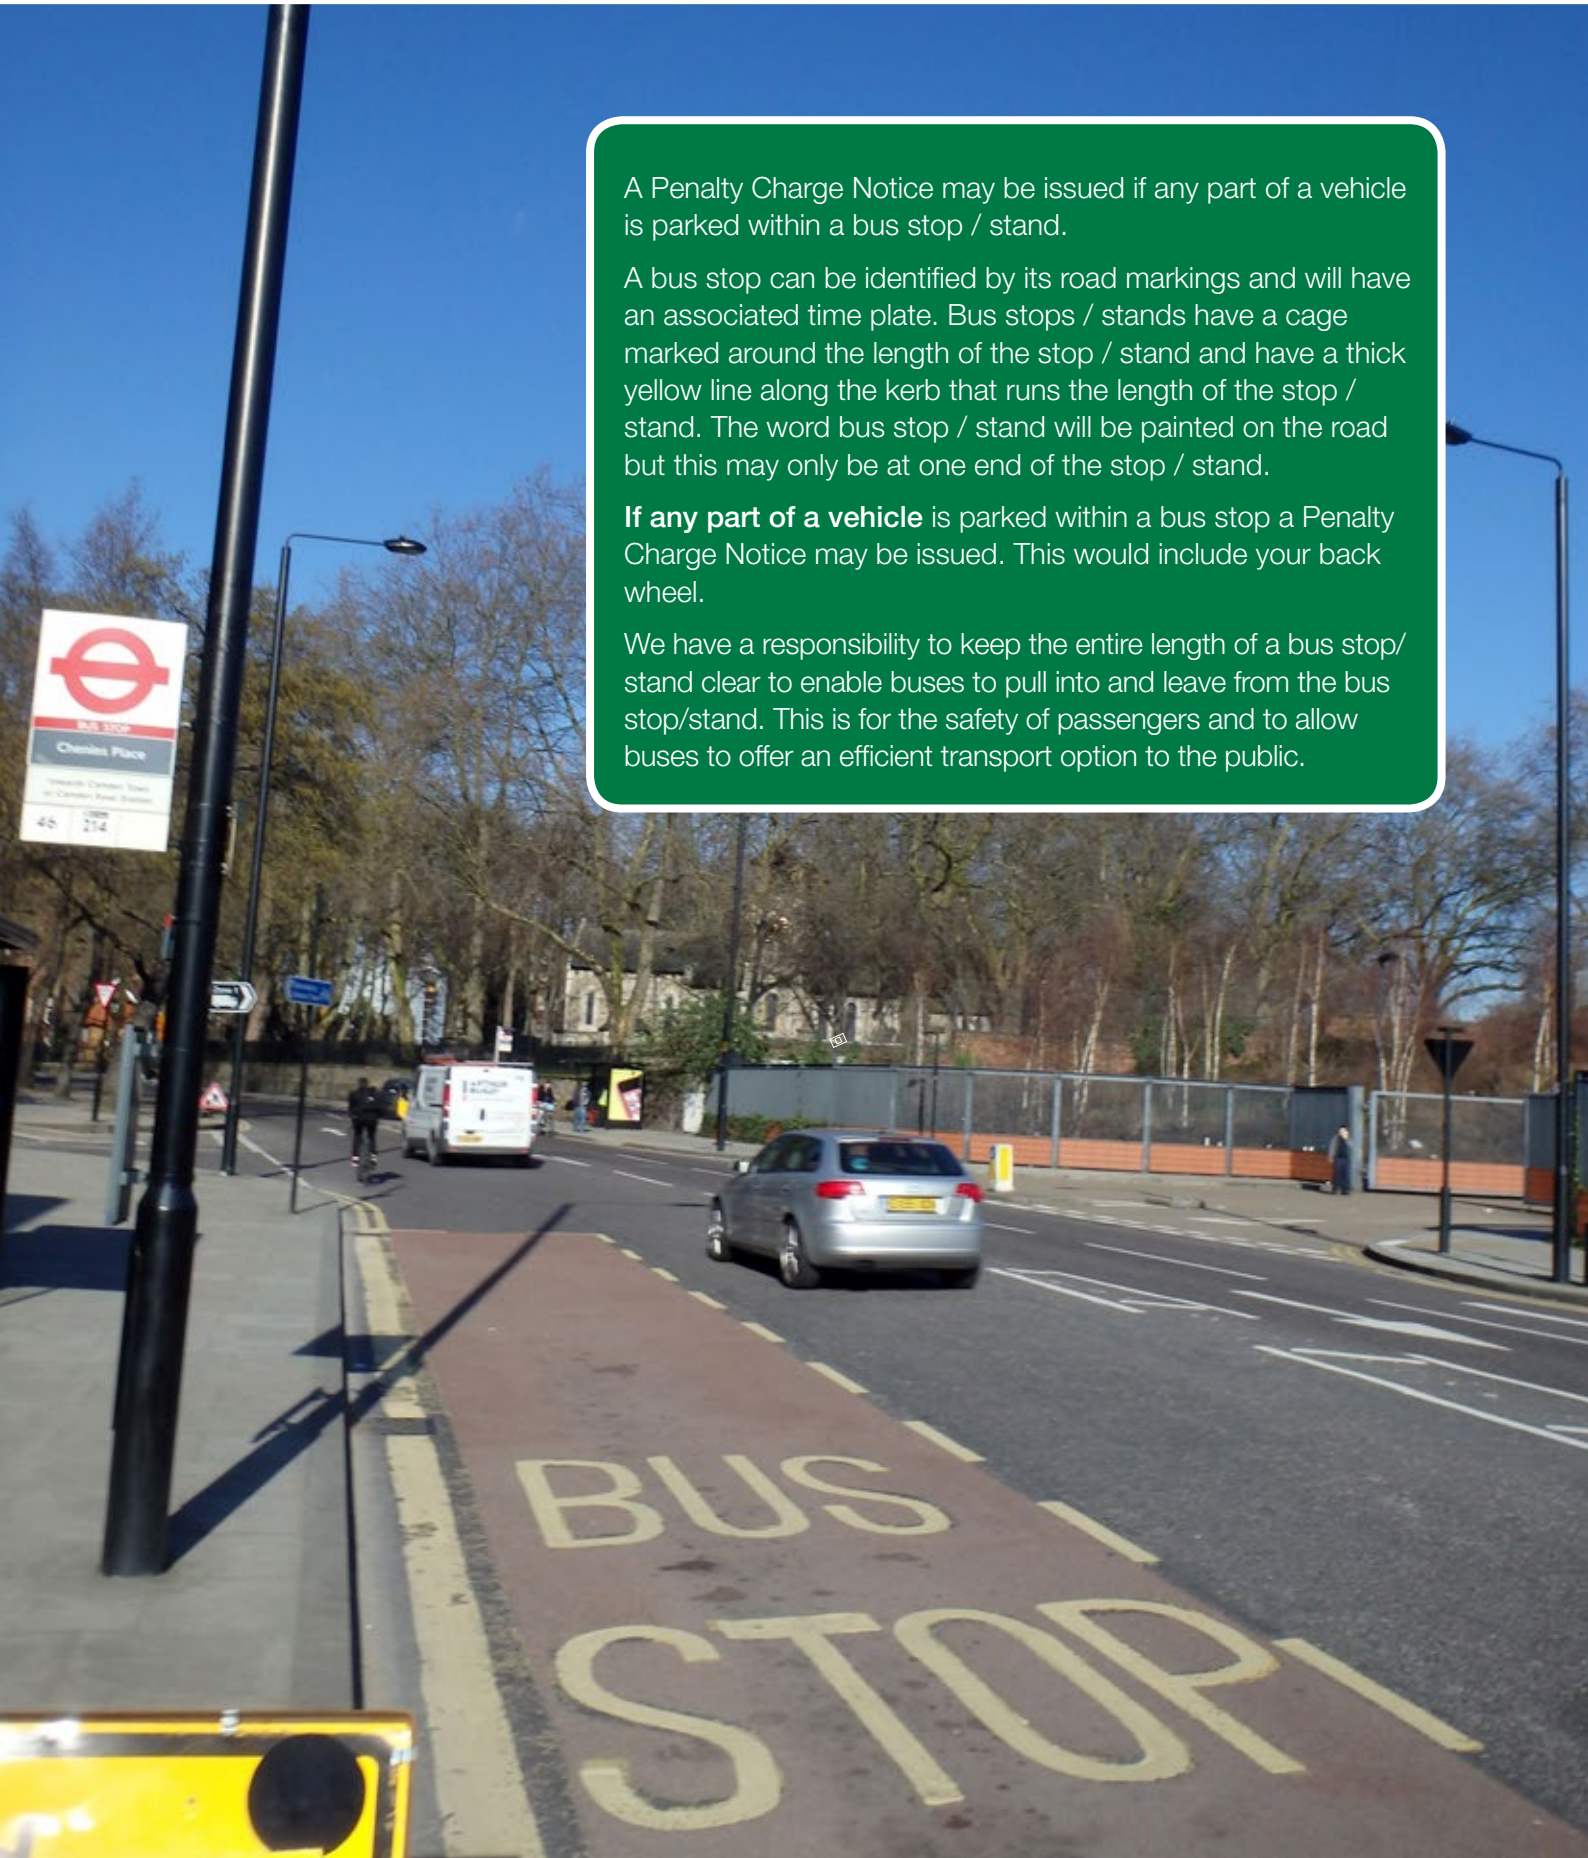 A Penalty Charge Notice may be issued if any part of a vehicle
is parked within a bus stop / stand.
A bus stop can be identified by its road markings and will have
an associated time plate. Bus stops / stands have a cage
marked around the length of the stop / stand and have a thick
yellow line along the kerb that runs the length of the stop /
stand. The word bus stop / stand will be painted on the road
but this may only be at one end of the stop / stand.
If any part of a vehicle is parked within a bus stop a Penalty
Charge Notice may be issued. This would include your back
wheel.
We have a responsibility to keep the entire length of a bus stop/
stand clear to enable buses to pull into and leave from the bus
stop/stand. This is for the safety of passengers and to allow
buses to offer an efficient transport option to the public.
BUS STOP
Chenies Place
towards Camden Town
or Camden Road Station
46 214
BUS
STOP